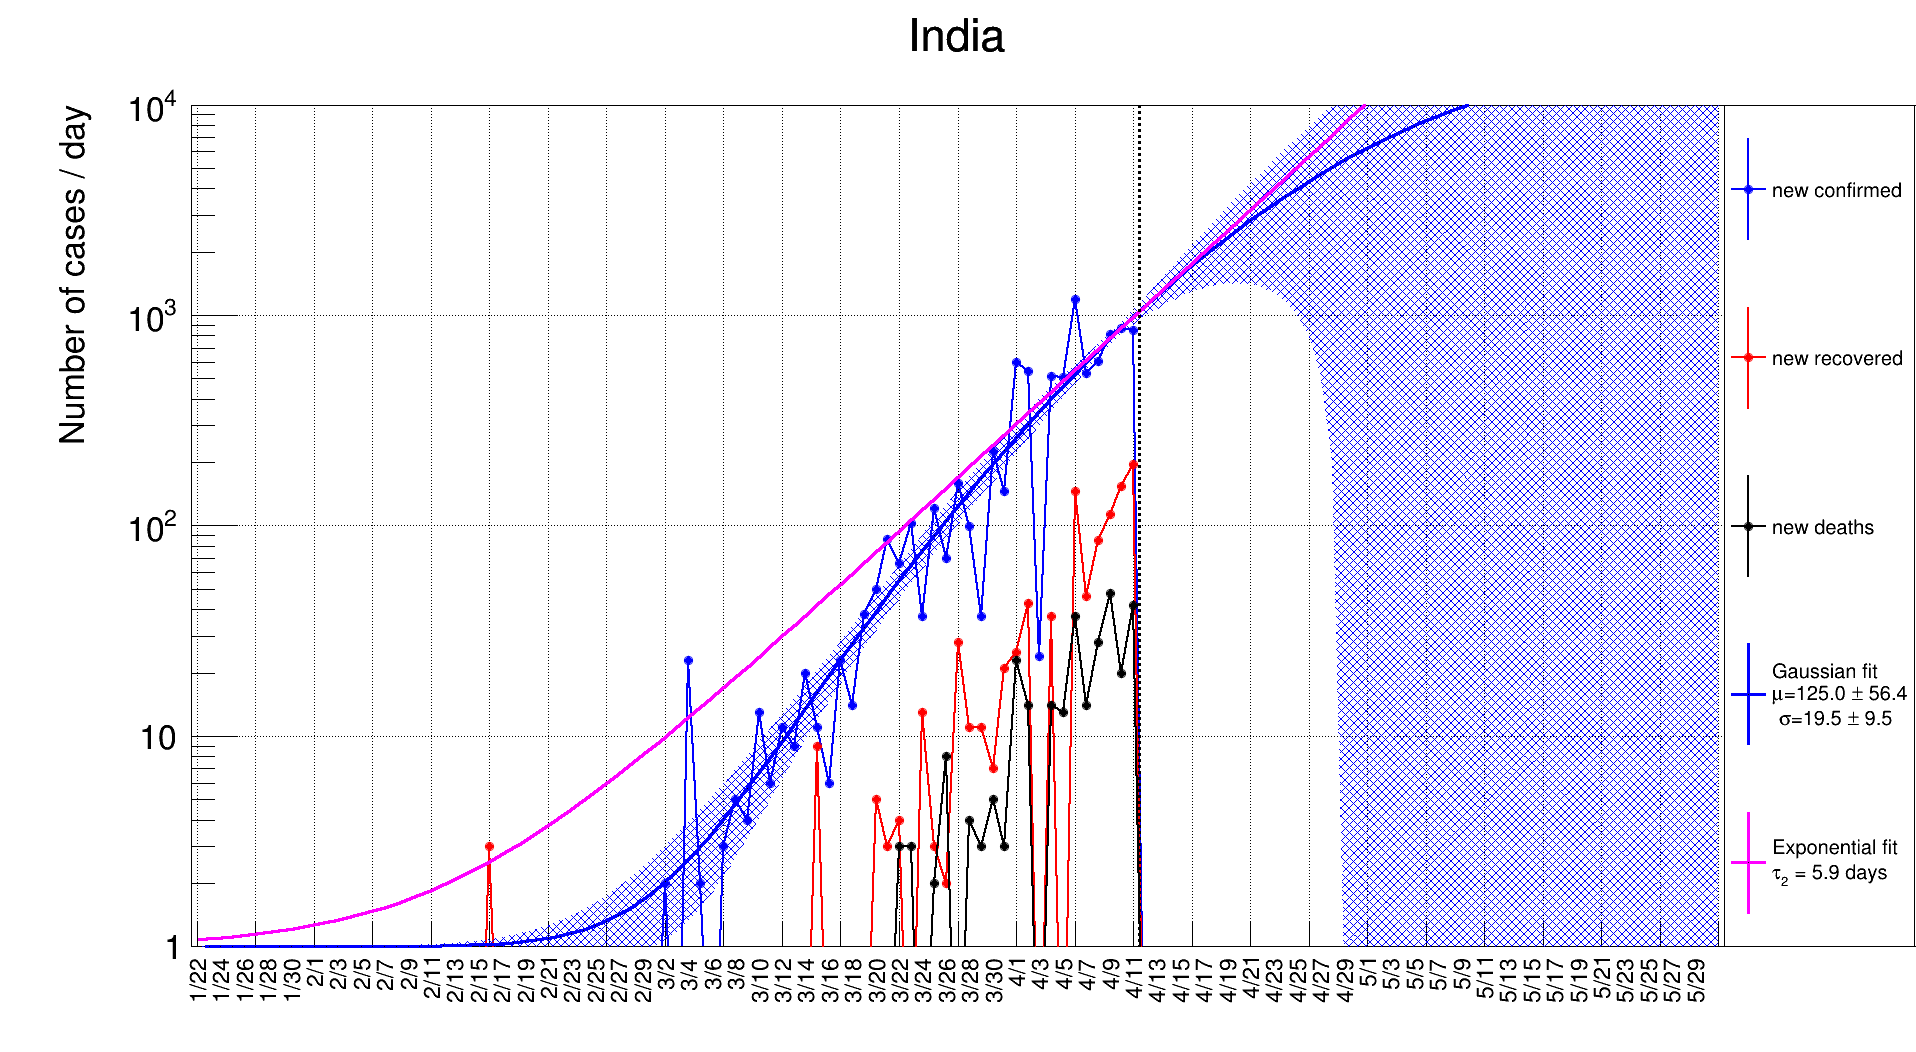 India
Number of cases / day
10⁴
10³
10²
10
1
1/22 1/24 1/26 1/28 1/30 2/1 2/3 2/5 2/7 2/9 2/11 2/13 2/15 2/17 2/19 2/21 2/23 2/25 2/27 2/29 3/2 3/4 3/6 3/8 3/10 3/12 3/14 3/16 3/18 3/20 3/22 3/24 3/26 3/28 3/30 4/1 4/3 4/5 4/7 4/9 4/11 4/13 4/15 4/17 4/19 4/21 4/23 4/25 4/27 4/29 5/1 5/3 5/5 5/7 5/9 5/11 5/13 5/15 5/17 5/19 5/21 5/23 5/25 5/27 5/29
new confirmed
new recovered
new deaths
Gaussian fit
μ=125.0 ± 56.4
σ=19.5 ± 9.5
Exponential fit
τ₂ = 5.9 days